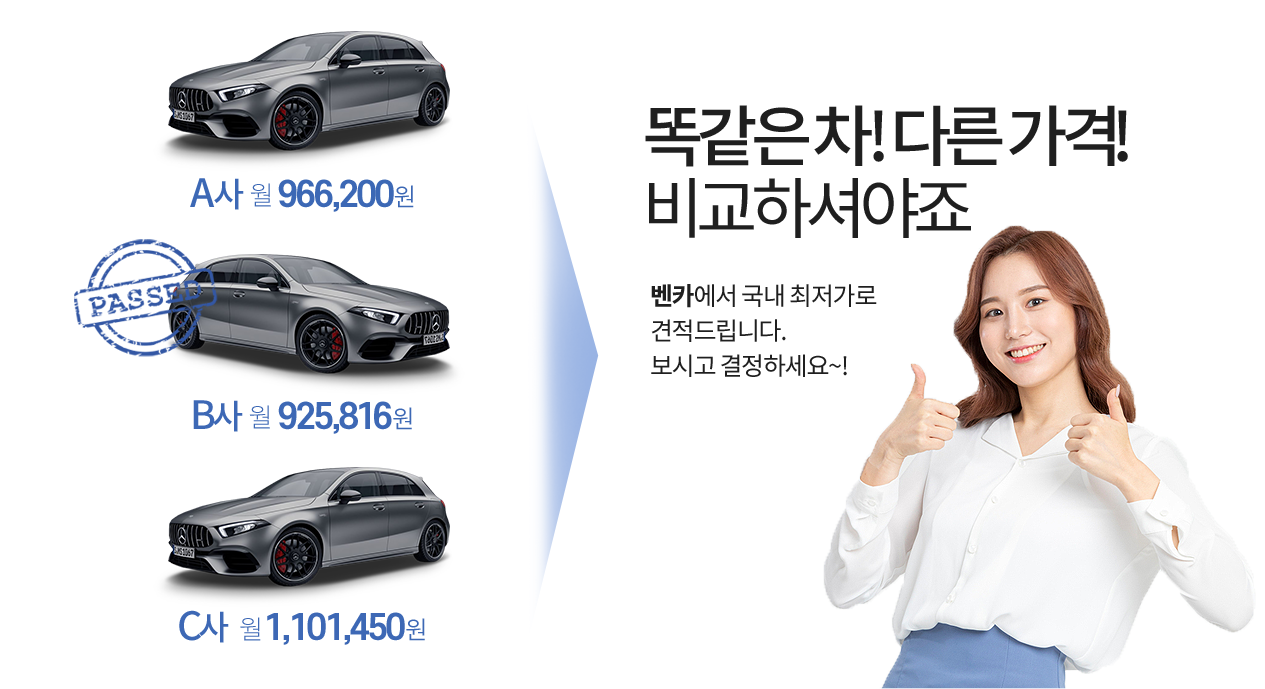 A사 월 966,200원
PASSED
B사 월 925,816원
C사 월 1,101,450원
똑같은 차! 다른 가격!
비교하셔야죠
벤카에서 국내 최저가로
견적드립니다.
보시고 결정하세요~!